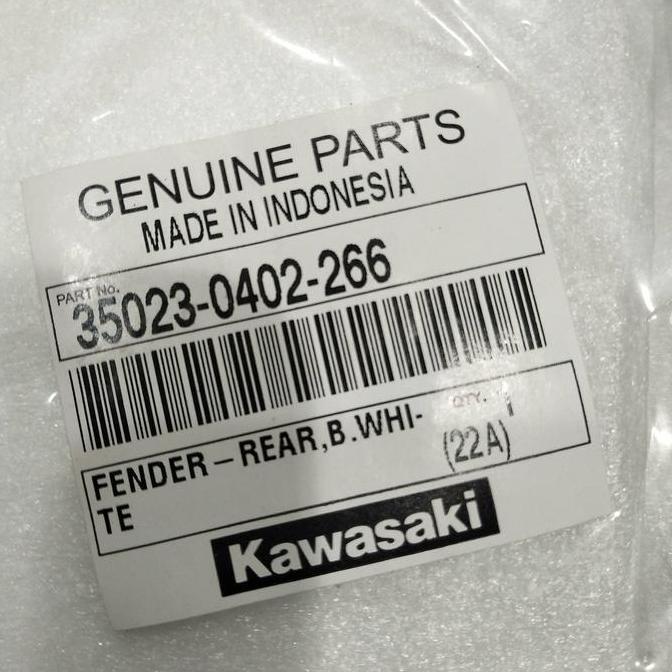 GENUINE PARTS
MADE IN INDONESIA
PART No.
35023-0402-266
QTY. 1
FENDER-REAR,B.WHI-
TE
(22A)
Kawasaki